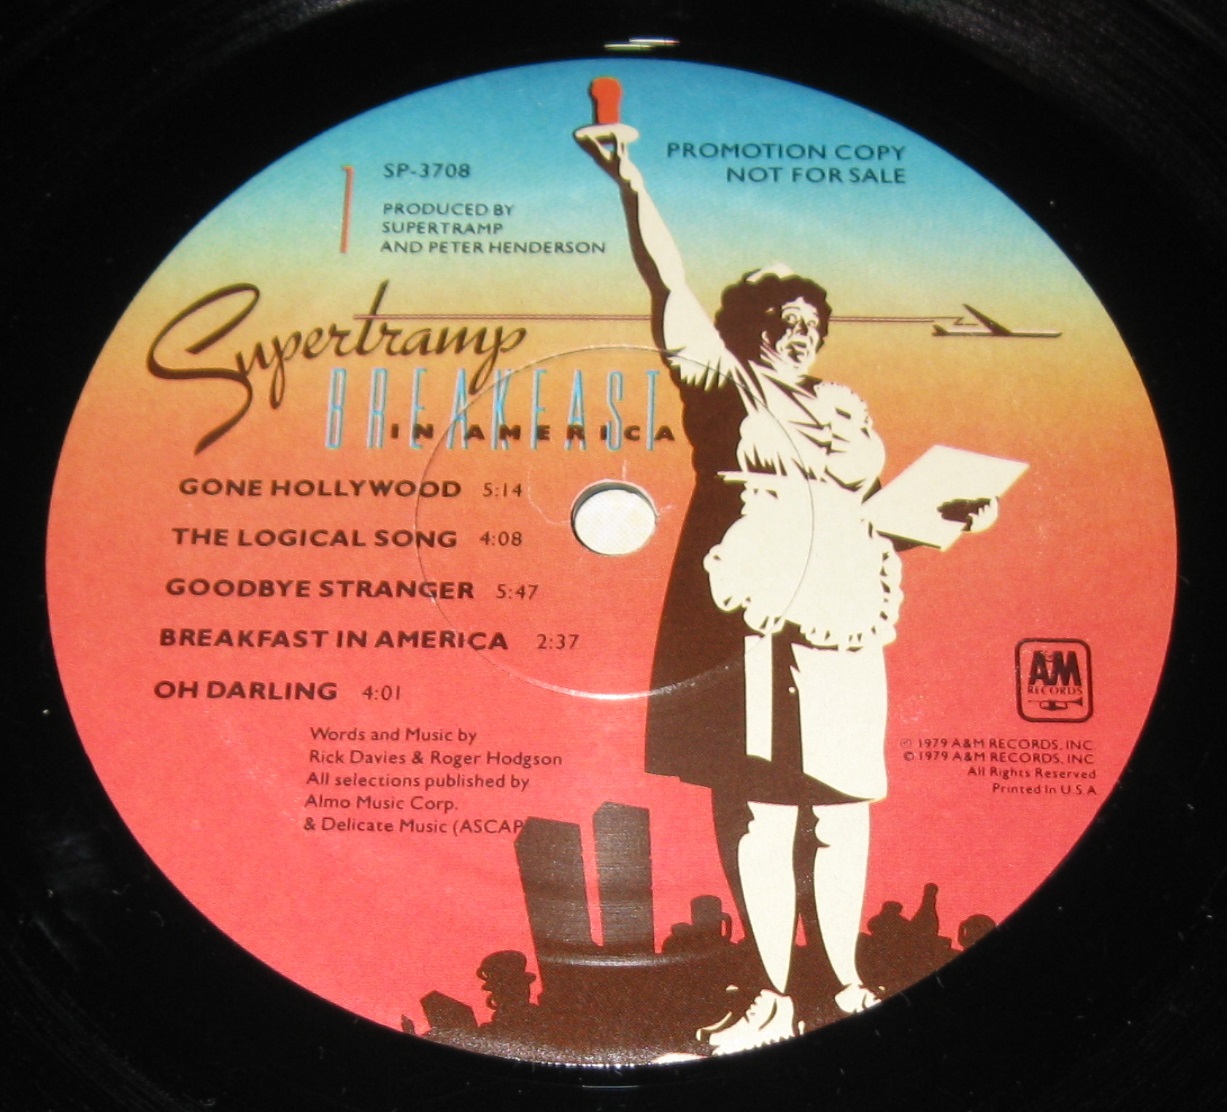 PROMOTION COPY
NOT FOR SALE
1
SP-3708
PRODUCED BY
SUPERTRAMP
AND PETER HENDERSON
Supertramp
BREAKFAST
IN AMERICA
GONE HOLLYWOOD 5:14
THE LOGICAL SONG 4:08
GOODBYE STRANGER 5:47
BREAKFAST IN AMERICA 2:37
OH DARLING 4:01
Words and Music by
Rick Davies & Roger Hodgson
All selections published by
Almo Music Corp.
& Delicate Music (ASCAP
A&M
RECORDS
℗ 1979 A&M RECORDS, INC.
© 1979 A&M RECORDS, INC
All Rights Reserved
Printed In U.S.A.